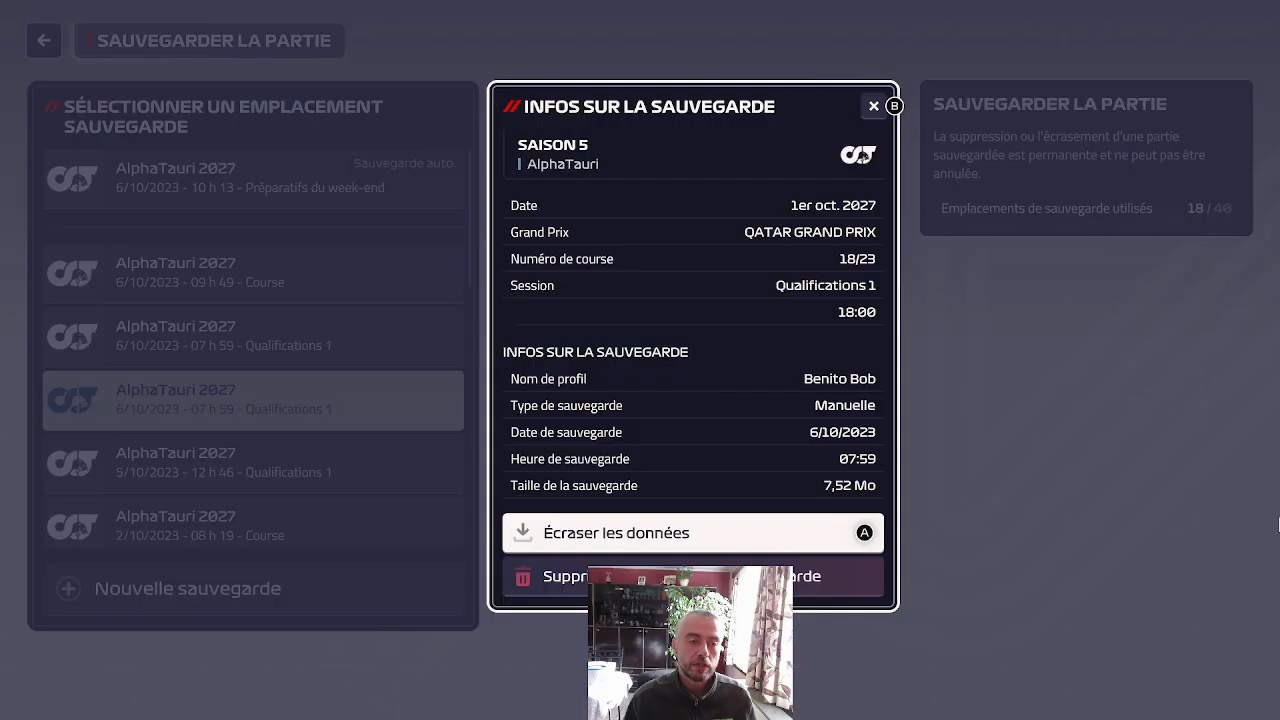 SAUVEGARDER LA PARTIE
SÉLECTIONNER UN EMPLACEMENT
SAUVEGARDE
AlphaTauri 2027
Sauvegarde auto.
6/10/2023 - 10 h 13 - Préparatifs du week-end
AlphaTauri 2027
6/10/2023 - 09 h 49 - Course
AlphaTauri 2027
6/10/2023 - 07 h 59 - Qualifications 1
AlphaTauri 2027
6/10/2023 - 07 h 59 - Qualifications 1
AlphaTauri 2027
5/10/2023 - 12 h 46 - Qualifications 1
AlphaTauri 2027
2/10/2023 - 08 h 19 - Course
Nouvelle sauvegarde
INFOS SUR LA SAUVEGARDE
B
SAISON 5
AlphaTauri
Date 1er oct. 2027
Grand Prix QATAR GRAND PRIX
Numéro de course 18/23
Session Qualifications 1
18:00
INFOS SUR LA SAUVEGARDE
Nom de profil Benito Bob
Type de sauvegarde Manuelle
Date de sauvegarde 6/10/2023
Heure de sauvegarde 07:59
Taille de la sauvegarde 7,52 Mo
Écraser les données A
SAUVEGARDER LA PARTIE
La suppression ou l'écrasement d'une partie
sauvegardée est permanente et ne peut pas être
annulée.
Emplacements de sauvegarde utilisés 18 / 40